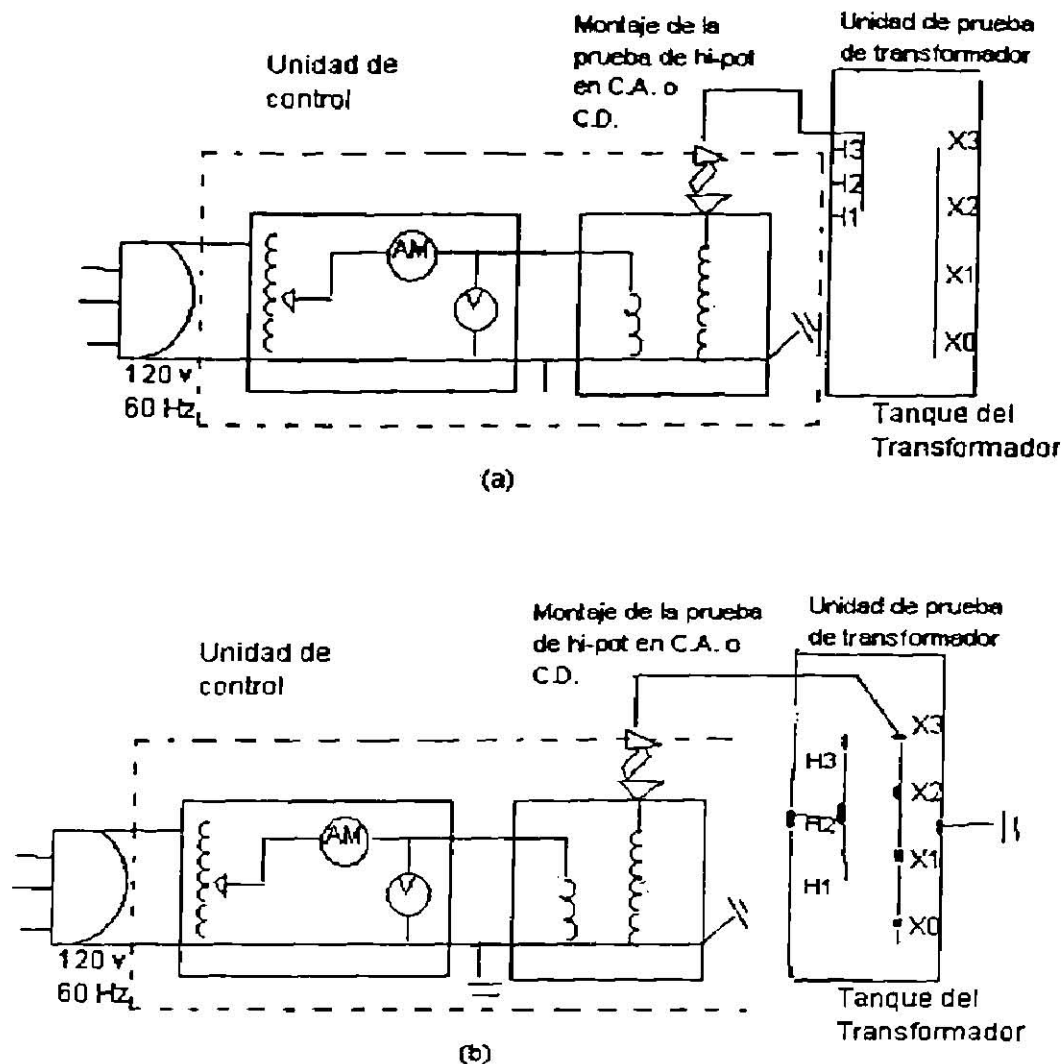 Unidad de
control
Montaje de la
prueba de hi-pot
en C.A. o
C.D.
Unidad de prueba
de transformador
AM
V
120 v
60 Hz
H3
H2
H1
X3
X2
X1
X0
Tanque del
Transformador
(a)
Unidad de
control
Montaje de la prueba
de hi-pot en C.A. o
C.D.
Unidad de prueba
de transformador
AM
V
120 v
60 Hz
H3
H2
H1
X3
X2
X1
X0
Tanque del
Transformador
(b)